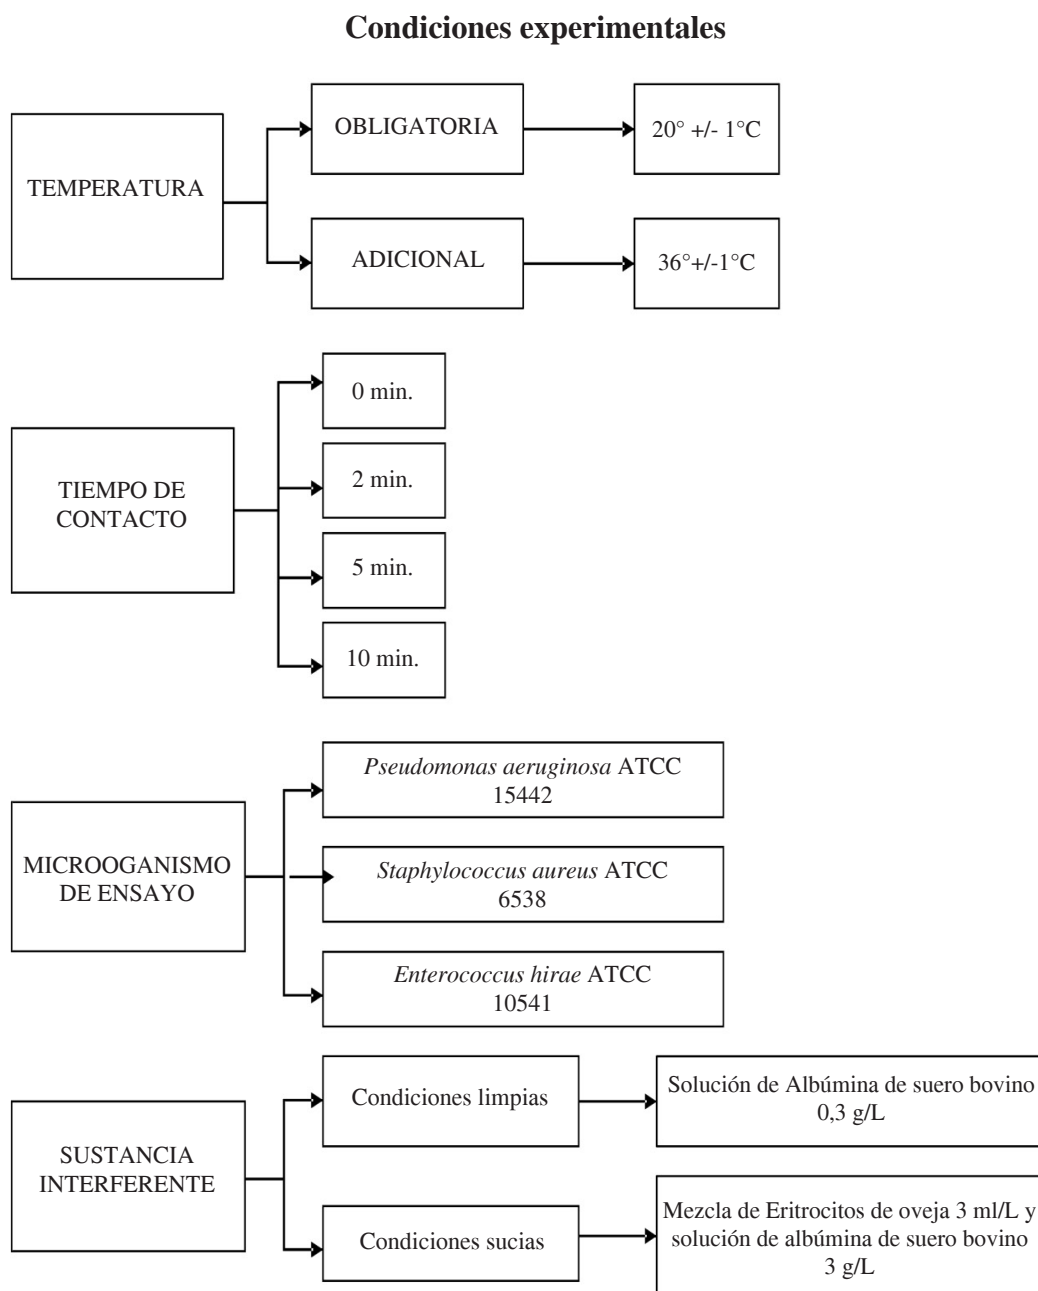 Condiciones experimentales
TEMPERATURA
OBLIGATORIA
20° +/- 1°C
ADICIONAL
36°+/-1°C
TIEMPO DE
CONTACTO
0 min.
2 min.
5 min.
10 min.
MICROOGANISMO
DE ENSAYO
Pseudomonas aeruginosa ATCC
15442
Staphylococcus aureus ATCC
6538
Enterococcus hirae ATCC
10541
SUSTANCIA
INTERFERENTE
Condiciones limpias
Solución de Albúmina de suero bovino
0,3 g/L
Condiciones sucias
Mezcla de Eritrocitos de oveja 3 ml/L y
solución de albúmina de suero bovino
3 g/L